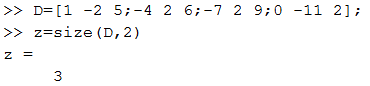 >> D=[1 -2 5;-4 2 6;-7 2 9;0 -11 2];
>> z=size(D,2)
z =
3